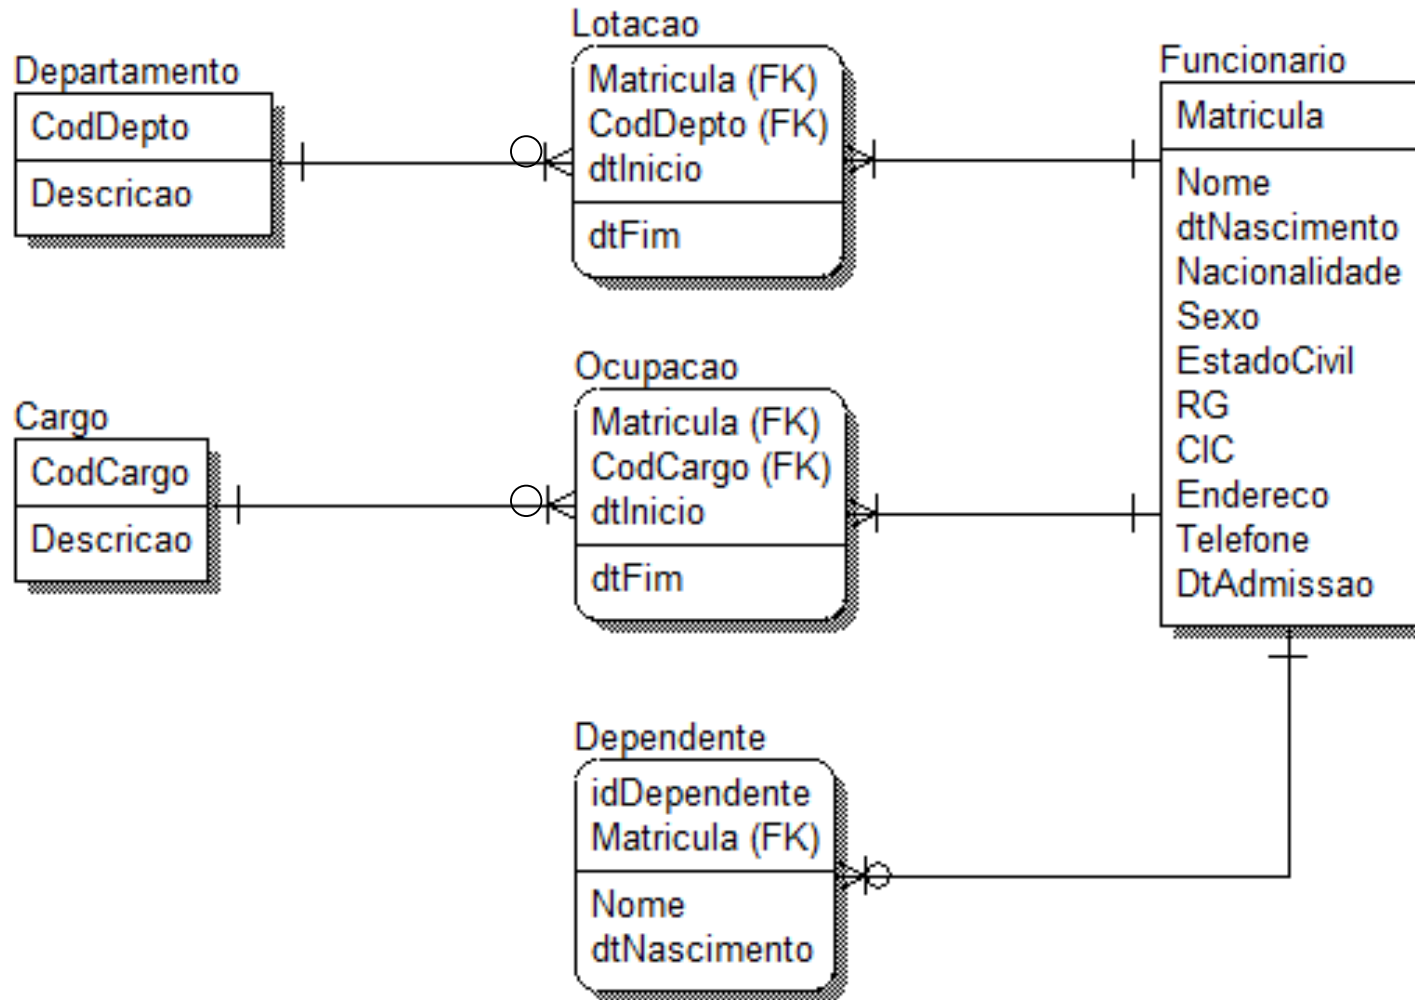 Departamento
CodDepto
Descricao
Lotacao
Matricula (FK)
CodDepto (FK)
dtInicio
dtFim
Funcionario
Matricula
Nome
dtNascimento
Nacionalidade
Sexo
EstadoCivil
RG
CIC
Endereco
Telefone
DtAdmissao
Cargo
CodCargo
Descricao
Ocupacao
Matricula (FK)
CodCargo (FK)
dtInicio
dtFim
Dependente
idDependente
Matricula (FK)
Nome
dtNascimento